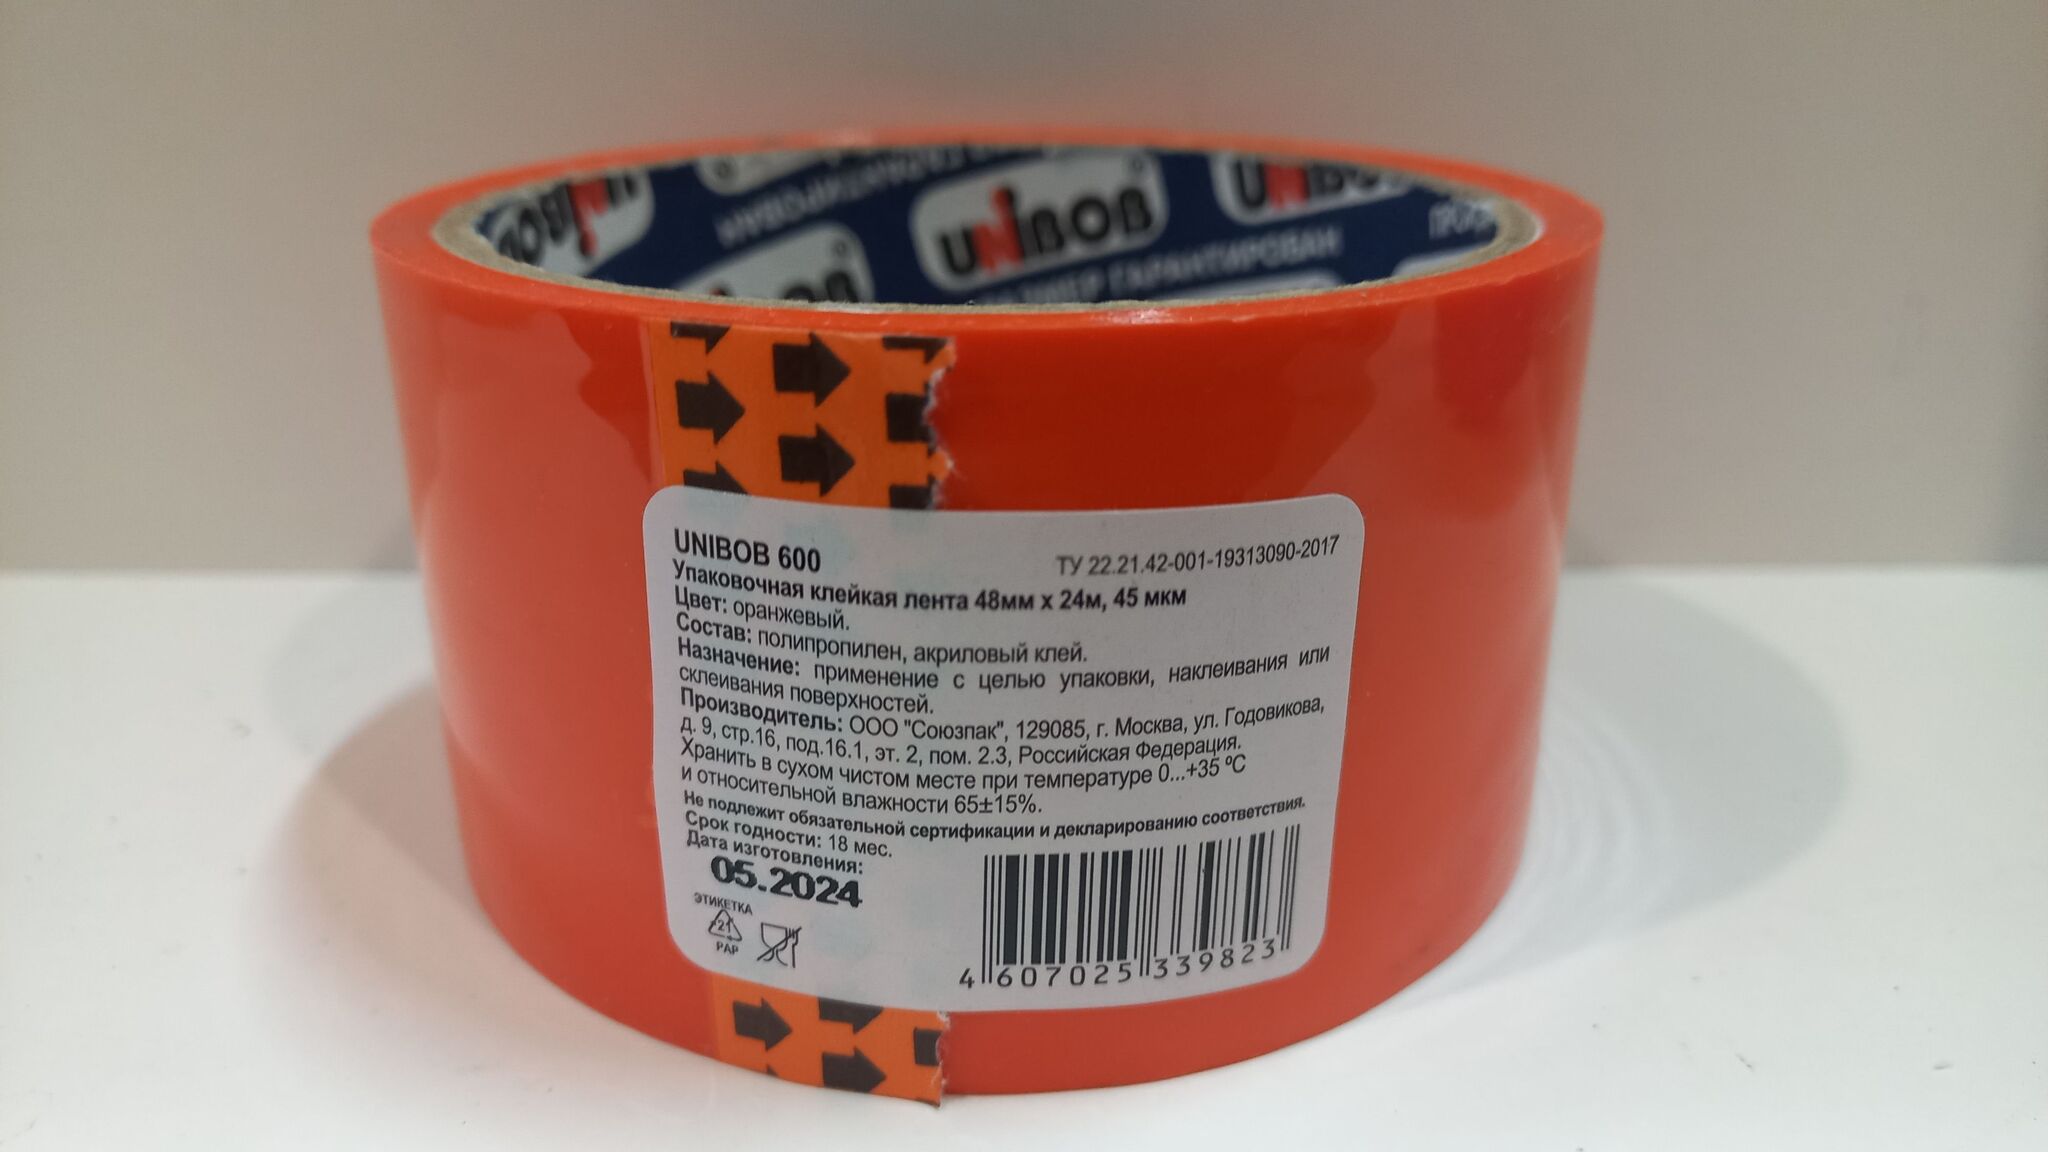 UNIBOB
UNIBOB
ГАРАНТИРОВАН
UNIBOB 600
ТУ 22.21.42-001-19313090-2017
Упаковочная клейкая лента 48мм x 24м, 45 мкм
Цвет: оранжевый.
Состав: полипропилен, акриловый клей.
Назначение: применение с целью упаковки, наклеивания или
склеивания поверхностей.
Производитель: ООО "Союзпак", 129085, г. Москва, ул. Годовикова,
д. 9, стр.16, под.16.1, эт. 2, пом. 2.3, Российская Федерация.
Хранить в сухом чистом месте при температуре 0...+35 ºС
и относительной влажности 65±15%.
Не подлежит обязательной сертификации и декларированию соответствия.
Срок годности: 18 мес.
Дата изготовления:
05.2024
ЭТИКЕТКА
21
PAP
4 607025 339823